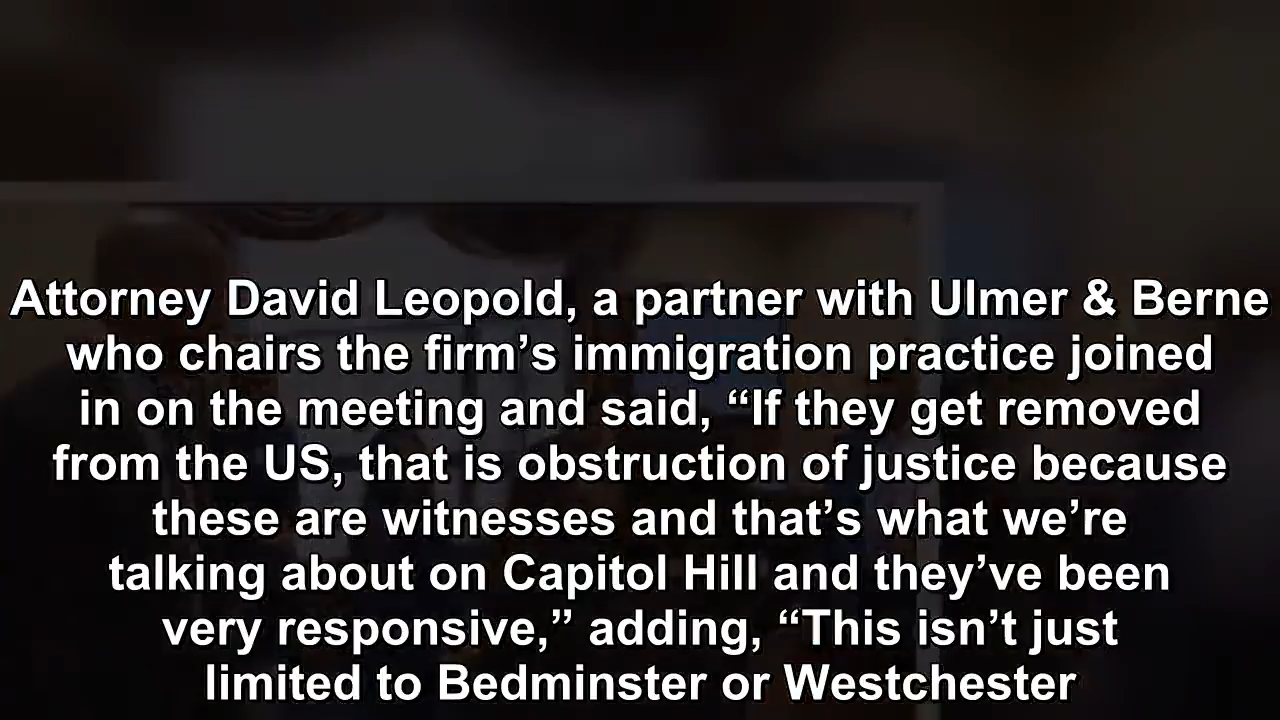 Attorney David Leopold, a partner with Ulmer & Berne
who chairs the firm’s immigration practice joined
in on the meeting and said, “If they get removed
from the US, that is obstruction of justice because
these are witnesses and that’s what we’re
talking about on Capitol Hill and they’ve been
very responsive,” adding, “This isn’t just
limited to Bedminster or Westchester